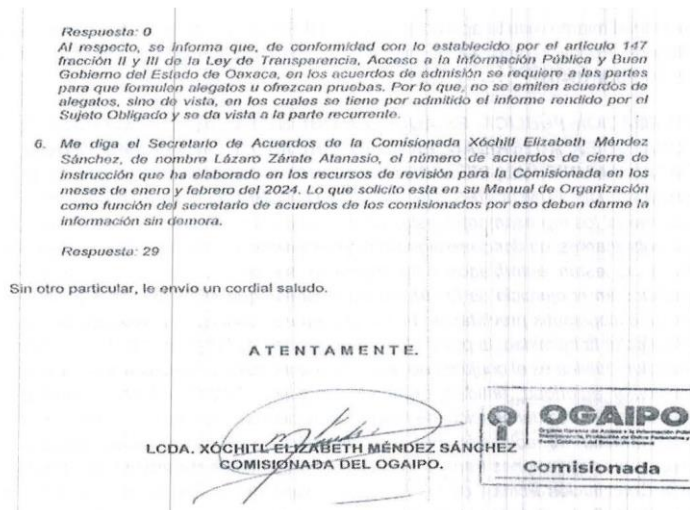 Respuesta: 0
Al respecto, se informa que, de conformidad con lo establecido por el artículo 147
fracción II y III de la Ley de Transparencia, Acceso a la Información Pública y Buen
Gobierno del Estado de Oaxaca, en los acuerdos de admisión se requiere a las partes
para que formulen alegatos u ofrezcan pruebas. Por lo que, no se emiten acuerdos de
alegatos, sino de vista, en los cuales se tiene por admitido el informe rendido por el
Sujeto Obligado y se da vista a la parte recurrente.
6. Me diga el Secretario de Acuerdos de la Comisionada Xóchitl Elizabeth Méndez
Sánchez, de nombre Lázaro Zárate Atanasio, el número de acuerdos de cierre de
instrucción que ha elaborado en los recursos de revisión para la Comisionada en los
meses de enero y febrero del 2024. Lo que solicito esta en su Manual de Organización
como función del secretario de acuerdos de los comisionados por eso deben darme la
información sin demora.
Respuesta: 29
Sin otro particular, le envío un cordial saludo.
ATENTAMENTE.
LCDA. XÓCHITL ELIZABETH MÉNDEZ SÁNCHEZ
COMISIONADA DEL OGAIPO.
OGAIPO
Comisionada